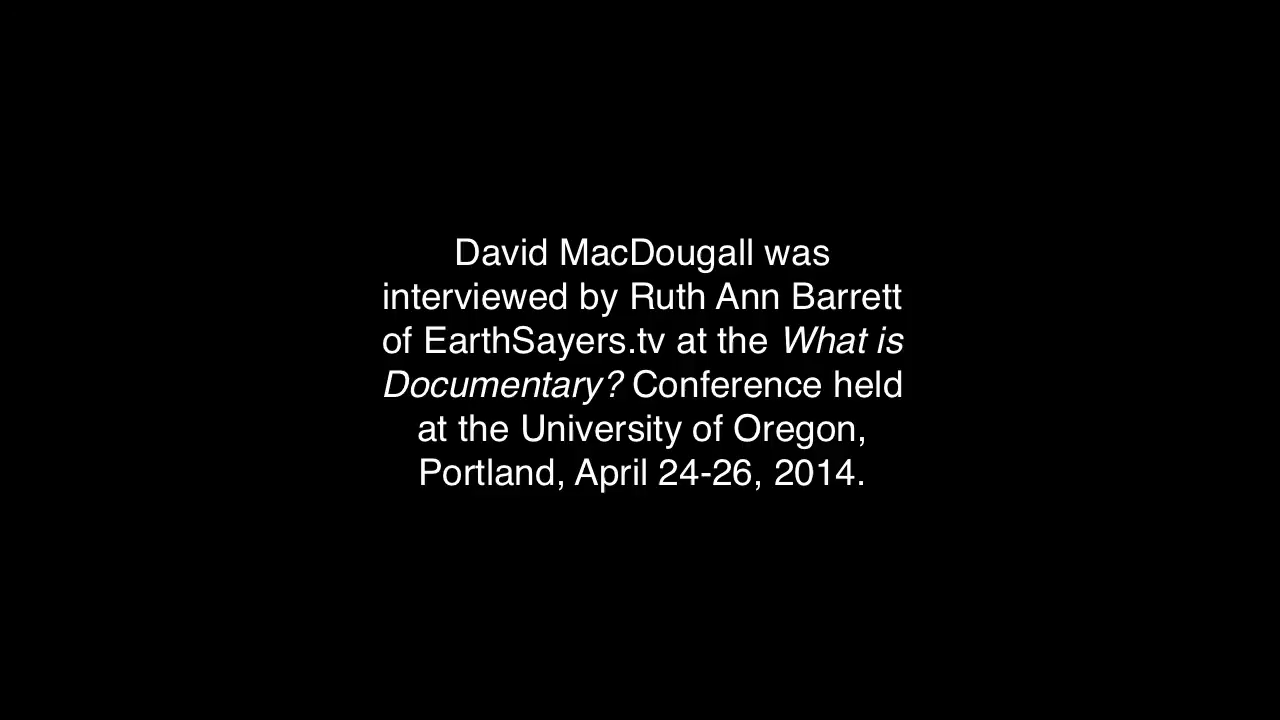 David MacDougall was
interviewed by Ruth Ann Barrett
of EarthSayers.tv at the What is
Documentary? Conference held
at the University of Oregon,
Portland, April 24-26, 2014.